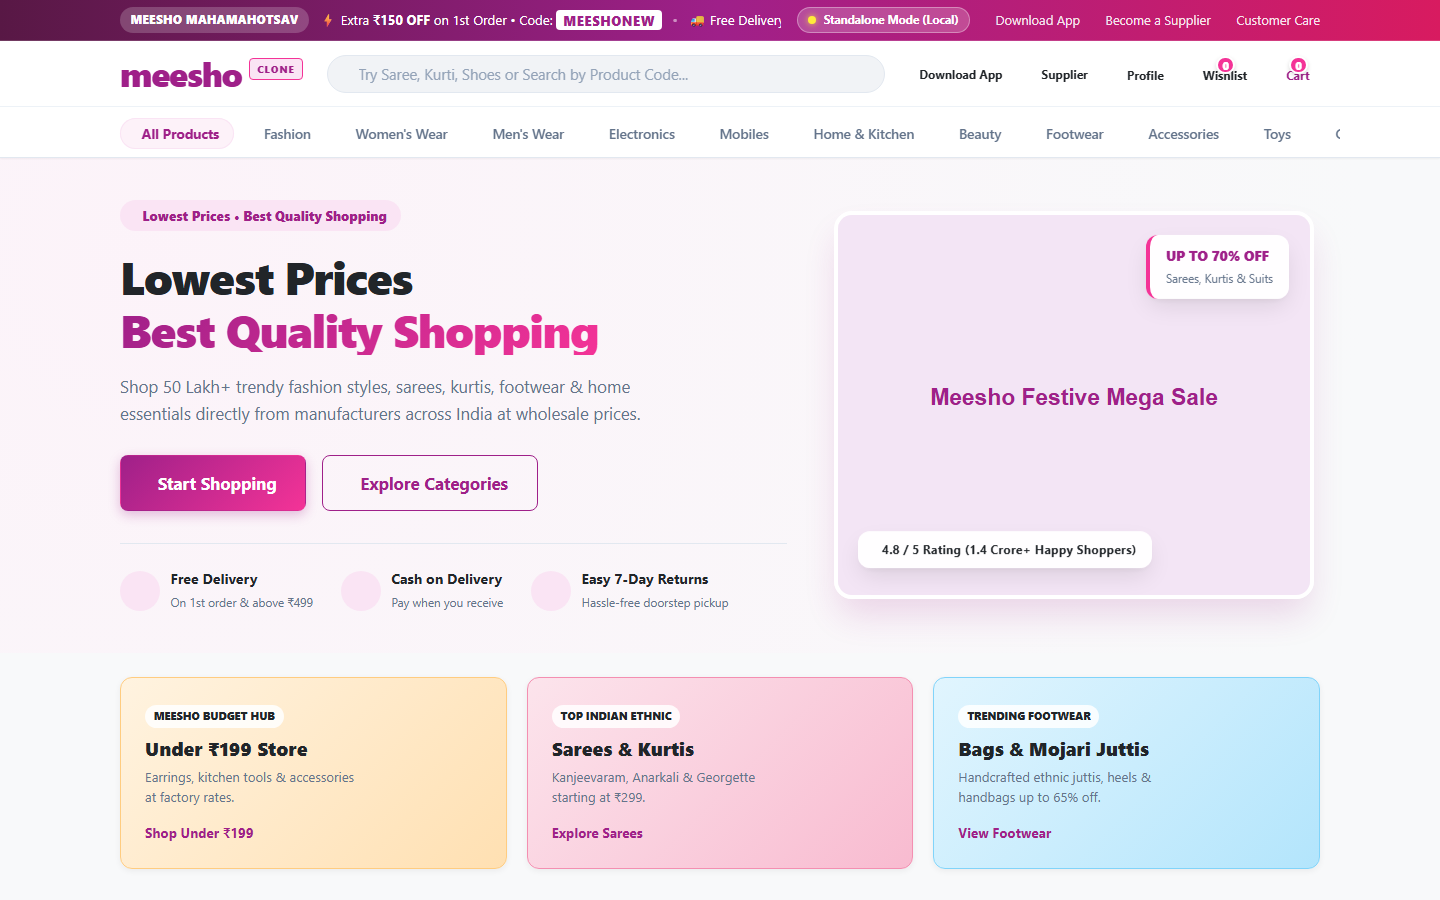 MEESHO MAHAMAHOTSAV
⚡ Extra ₹150 OFF on 1st Order • Code: MEESHONEW • 🚚 Free Delivery
Standalone Mode (Local)
Download App
Become a Supplier
Customer Care
meesho CLONE
Try Saree, Kurti, Shoes or Search by Product Code...
Download App
Supplier
Profile
0
Wishlist
0
Cart
All Products
Fashion
Women's Wear
Men's Wear
Electronics
Mobiles
Home & Kitchen
Beauty
Footwear
Accessories
Toys
Lowest Prices • Best Quality Shopping
Lowest Prices
Best Quality Shopping
Shop 50 Lakh+ trendy fashion styles, sarees, kurtis, footwear & home
essentials directly from manufacturers across India at wholesale prices.
Start Shopping
Explore Categories
Free Delivery
On 1st order & above ₹499
Cash on Delivery
Pay when you receive
Easy 7-Day Returns
Hassle-free doorstep pickup
UP TO 70% OFF
Sarees, Kurtis & Suits
Meesho Festive Mega Sale
4.8 / 5 Rating (1.4 Crore+ Happy Shoppers)
MEESHO BUDGET HUB
Under ₹199 Store
Earrings, kitchen tools & accessories
at factory rates.
Shop Under ₹199
TOP INDIAN ETHNIC
Sarees & Kurtis
Kanjeevaram, Anarkali & Georgette
starting at ₹299.
Explore Sarees
TRENDING FOOTWEAR
Bags & Mojari Juttis
Handcrafted ethnic juttis, heels &
handbags up to 65% off.
View Footwear